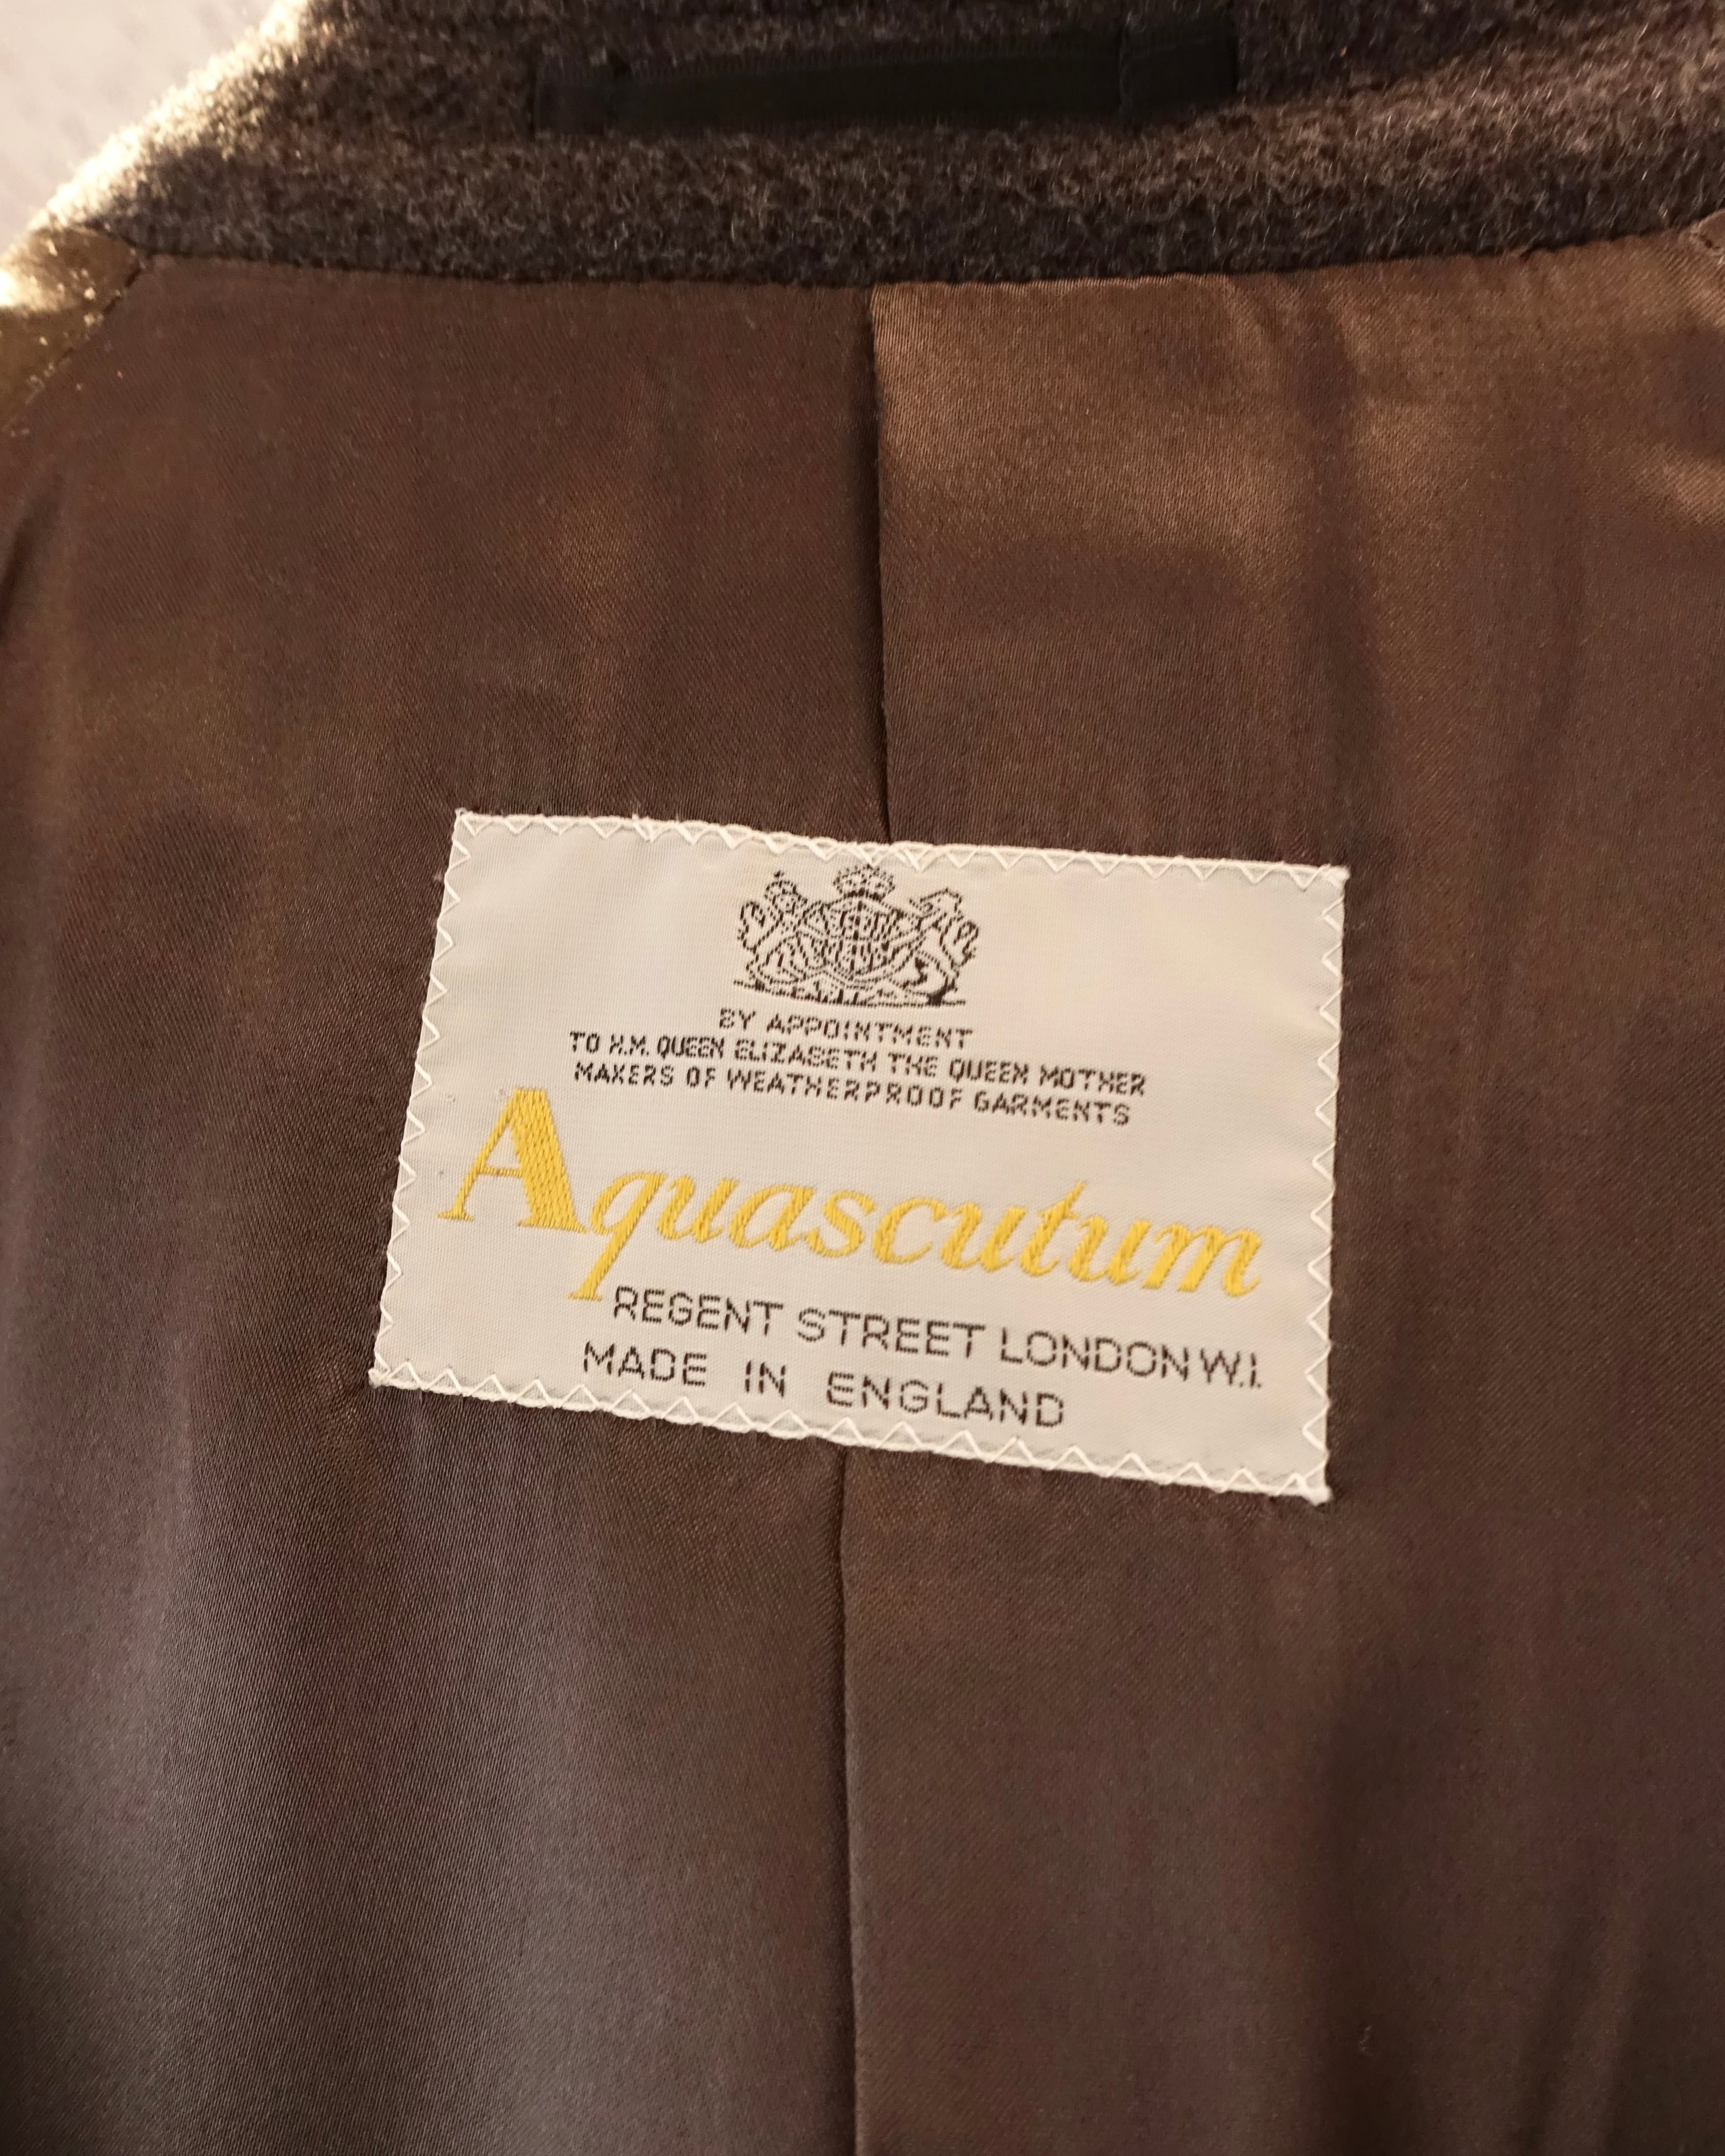 BY APPOINTMENT
TO H.M. QUEEN ELIZABETH THE QUEEN MOTHER
MAKERS OF WEATHERPROOF GARMENTS
Aquascutum
REGENT STREET LONDON W.1.
MADE IN ENGLAND